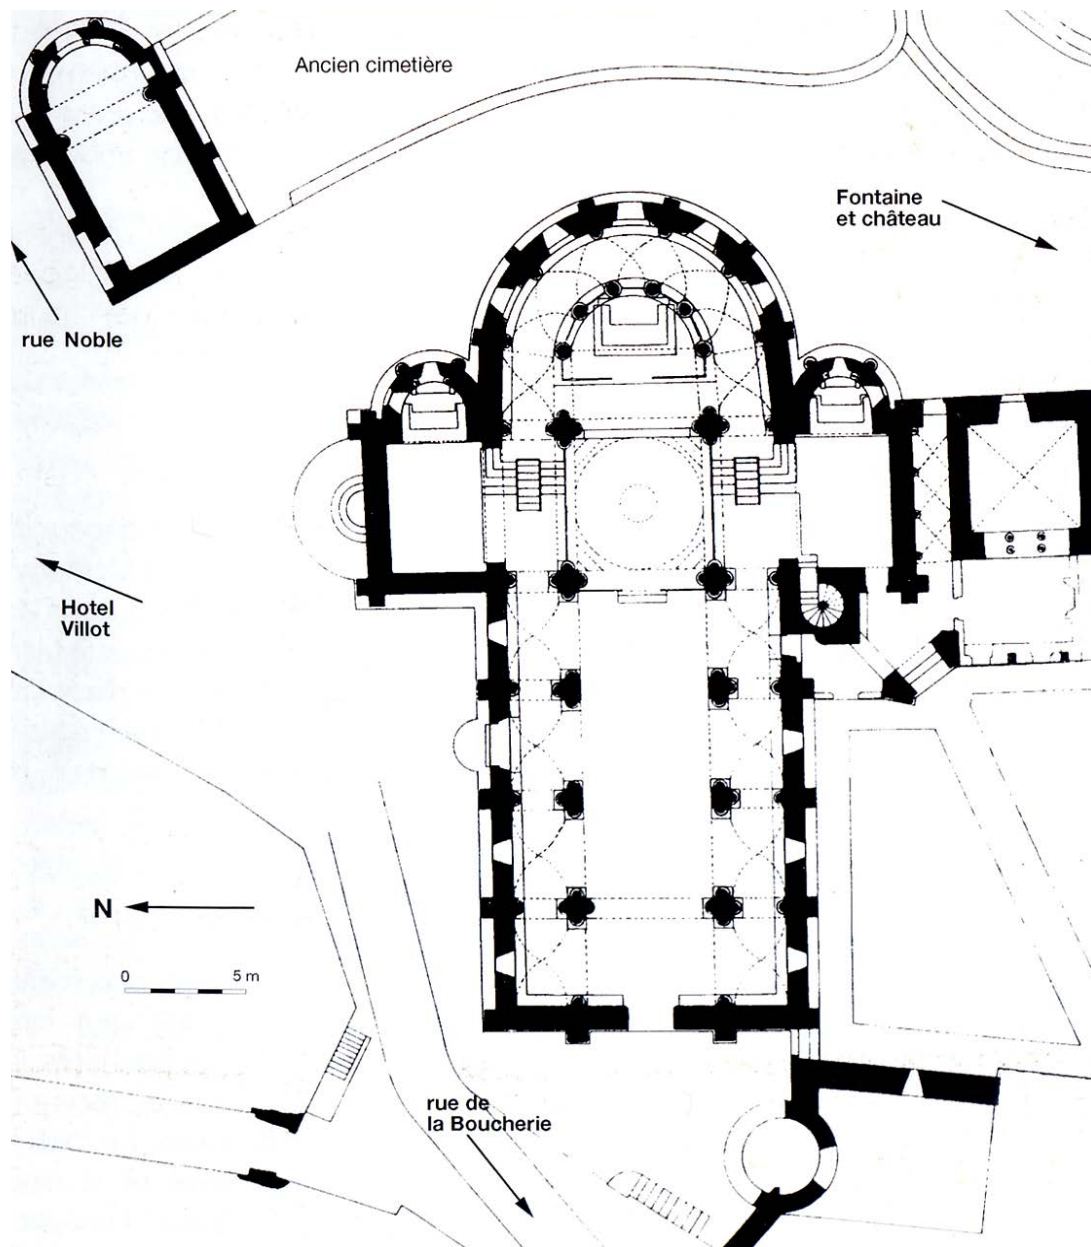 Ancien cimetière
Fontaine
et château
rue Noble
Hotel
Villot
N
0 5 m
rue de
la Boucherie